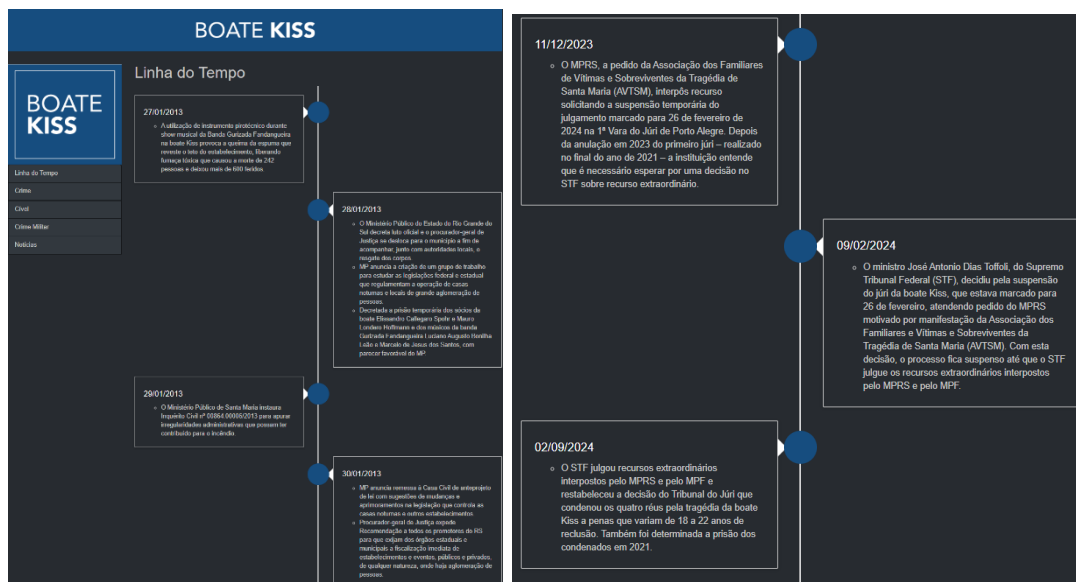 BOATE KISS
BOATE
KISS
Linha do Tempo
Crime
Cível
Crime Militar
Notícias
Linha do Tempo
27/01/2013
A utilização de instrumento pirotécnico durante
show musical da Banda Gurizada Fandangueira
na boate Kiss provoca a queima da espuma que
reveste o teto do estabelecimento, liberando
fumaça tóxica que causou a morte de 242
pessoas e deixou mais de 600 feridos.
28/01/2013
O Ministério Público do Estado do Rio Grande do
Sul decreta luto oficial e o procurador-geral de
Justiça se desloca para o município a fim de
acompanhar, junto com autoridades locais, o
resgate dos corpos.
MP anuncia a criação de um grupo de trabalho
para estudar as legislações federal e estadual
que regulamentam a operação de casas
noturnas e locais de grande aglomeração de
pessoas.
Decretada a prisão temporária dos sócios da
boate Elissandro Callegaro Spohr e Mauro
Londero Hoffmann e dos músicos da banda
Gurizada Fandangueira Luciano Augusto Bonilha
Leão e Marcelo de Jesus dos Santos, com
parecer favorável do MP.
29/01/2013
O Ministério Público de Santa Maria instaura
Inquérito Civil nº 00864.00006/2013 para apurar
irregularidades administrativas que possam ter
contribuído para o incêndio.
30/01/2013
MP anuncia remessa à Casa Civil de anteprojeto
de lei com sugestões de mudanças e
aprimoramentos na legislação que controla as
casas noturnas e outros estabelecimentos.
Procurador-geral de Justiça expede
Recomendação a todos os promotores do RS
para que exijam dos órgãos estaduais e
municipais a fiscalização imediata de
estabelecimentos e eventos, públicos e privados,
de qualquer natureza, onde haja aglomeração de
pessoas.
11/12/2023
O MPRS, a pedido da Associação dos Familiares
de Vítimas e Sobreviventes da Tragédia de
Santa Maria (AVTSM), interpôs recurso
solicitando a suspensão temporária do
julgamento marcado para 26 de fevereiro de
2024 na 1ª Vara do Júri de Porto Alegre. Depois
da anulação em 2023 do primeiro júri – realizado
no final do ano de 2021 – a instituição entende
que é necessário esperar por uma decisão no
STF sobre recurso extraordinário.
09/02/2024
O ministro José Antonio Dias Toffoli, do Supremo
Tribunal Federal (STF), decidiu pela suspensão
do júri da boate Kiss, que estava marcado para
26 de fevereiro, atendendo pedido do MPRS
motivado por manifestação da Associação dos
Familiares e Vítimas e Sobreviventes da
Tragédia de Santa Maria (AVTSM). Com esta
decisão, o processo fica suspenso até que o STF
julgue os recursos extraordinários interpostos
pelo MPRS e pelo MPF.
02/09/2024
O STF julgou recursos extraordinários
interpostos pelo MPRS e pelo MPF e
restabeleceu a decisão do Tribunal do Júri que
condenou os quatro réus pela tragédia da boate
Kiss a penas que variam de 18 a 22 anos de
reclusão. Também foi determinada a prisão dos
condenados em 2021.